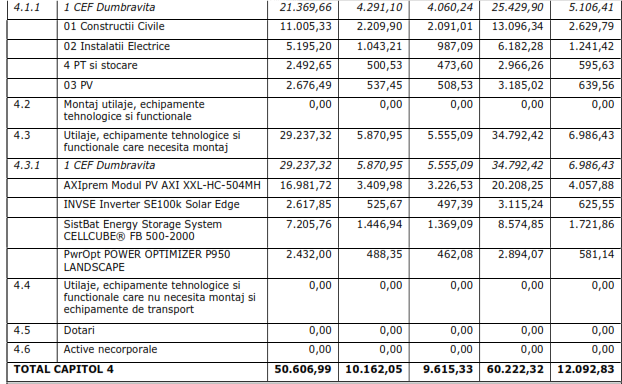 4.1.1 1 CEF Dumbravita 21.369,66 4.291,10 4.060,24 25.429,90 5.106,41
01 Constructii Civile 11.005,33 2.209,90 2.091,01 13.096,34 2.629,79
02 Instalatii Electrice 5.195,20 1.043,21 987,09 6.182,28 1.241,42
4 PT si stocare 2.492,65 500,53 473,60 2.966,26 595,63
03 PV 2.676,49 537,45 508,53 3.185,02 639,56
4.2 Montaj utilaje, echipamente 0,00 0,00 0,00 0,00 0,00
tehnologice si functionale
4.3 Utilaje, echipamente tehnologice si 29.237,32 5.870,95 5.555,09 34.792,42 6.986,43
functionale care necesita montaj
4.3.1 1 CEF Dumbravita 29.237,32 5.870,95 5.555,09 34.792,42 6.986,43
AXIprem Modul PV AXI XXL-HC-504MH 16.981,72 3.409,98 3.226,53 20.208,25 4.057,88
INVSE Inverter SE100k Solar Edge 2.617,85 525,67 497,39 3.115,24 625,55
SistBat Energy Storage System 7.205,76 1.446,94 1.369,09 8.574,85 1.721,86
CELLCUBE® FB 500-2000
PwrOpt POWER OPTIMIZER P950 2.432,00 488,35 462,08 2.894,07 581,14
LANDSCAPE
4.4 Utilaje, echipamente tehnologice si 0,00 0,00 0,00 0,00 0,00
functionale care nu necesita montaj si
echipamente de transport
4.5 Dotari 0,00 0,00 0,00 0,00 0,00
4.6 Active necorporale 0,00 0,00 0,00 0,00 0,00
TOTAL CAPITOL 4 50.606,99 10.162,05 9.615,33 60.222,32 12.092,83